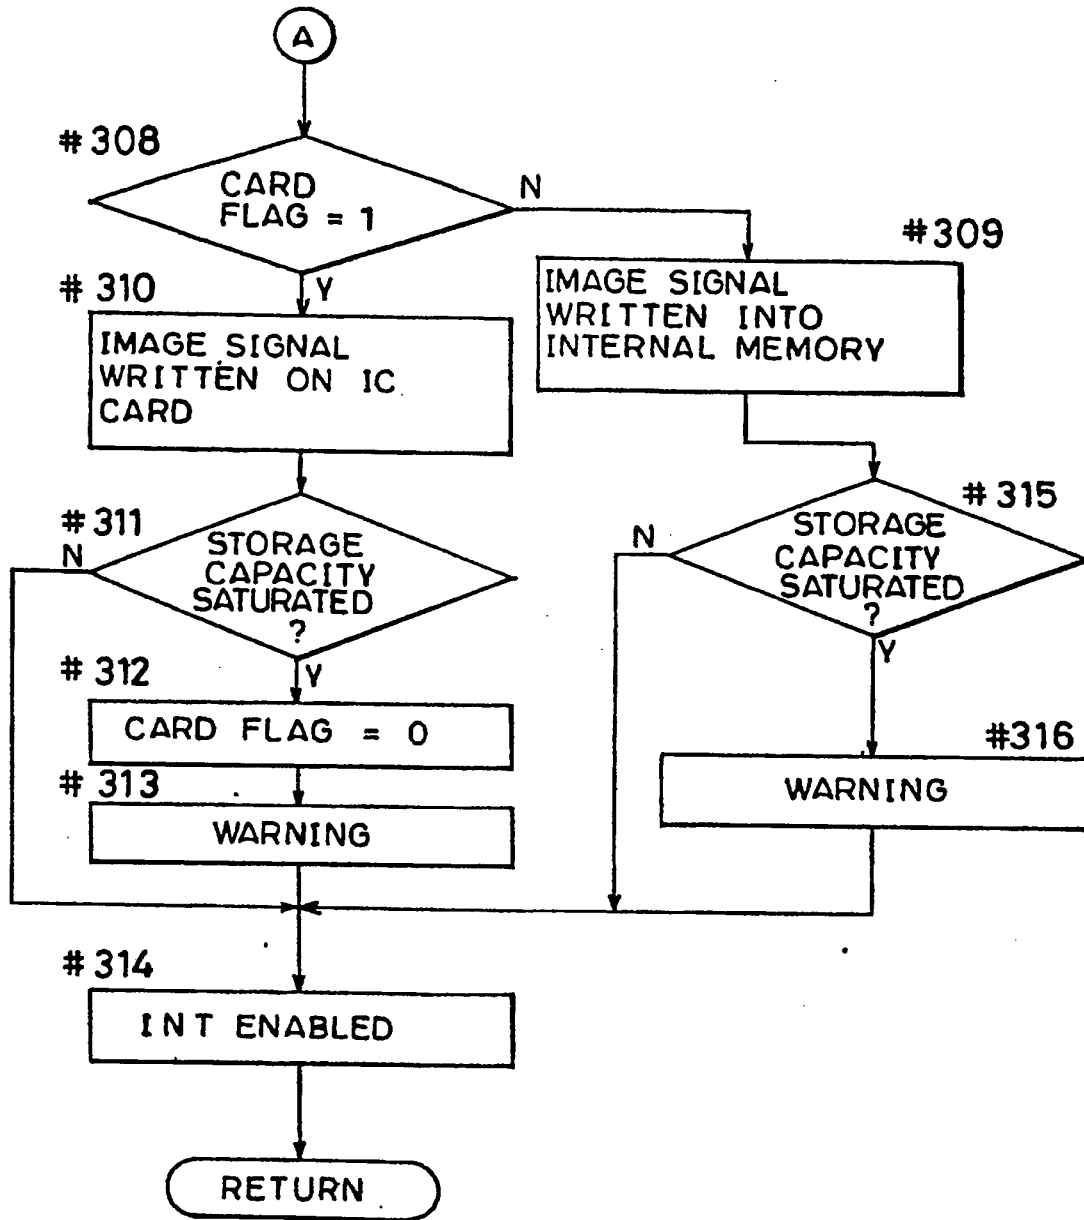 A
#308
CARD
FLAG = 1
N
Y
#309
IMAGE SIGNAL
WRITTEN INTO
INTERNAL MEMORY
#310
IMAGE SIGNAL
WRITTEN ON IC
CARD
#311
N
STORAGE
CAPACITY
SATURATED
?
Y
#315
N
STORAGE
CAPACITY
SATURATED
?
Y
#312
CARD FLAG = 0
#313
WARNING
#316
WARNING
#314
INT ENABLED
RETURN